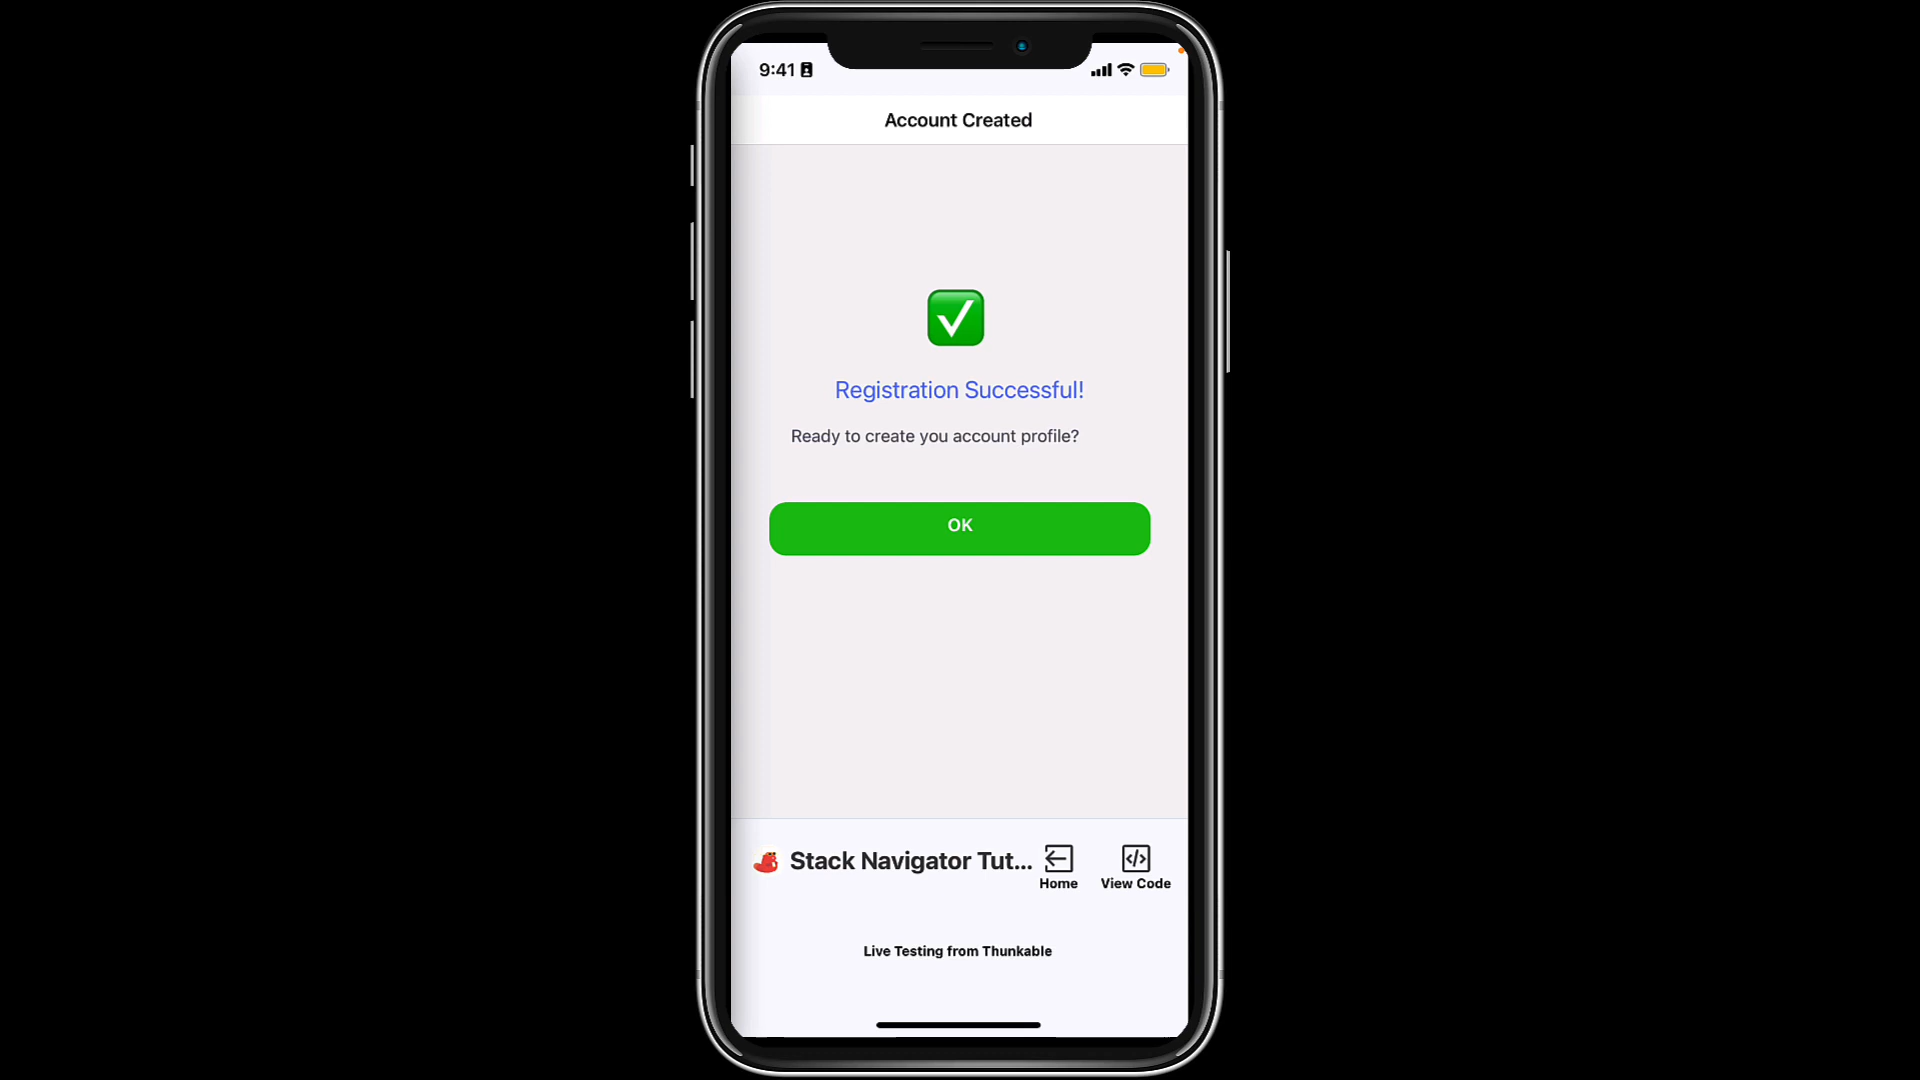 9:41
Account Created
Registration Successful!
Ready to create you account profile?
OK
Stack Navigator Tut...
Home
View Code
Live Testing from Thunkable